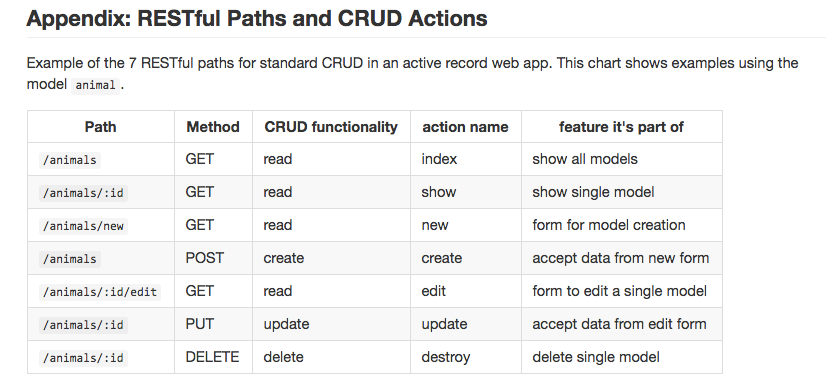 Appendix: RESTful Paths and CRUD Actions
Example of the 7 RESTful paths for standard CRUD in an active record web app. This chart shows examples using the
model animal .
Path Method CRUD functionality action name feature it's part of
/animals GET read index show all models
/animals/:id GET read show show single model
/animals/new GET read new form for model creation
/animals POST create create accept data from new form
/animals/:id/edit GET read edit form to edit a single model
/animals/:id PUT update update accept data from edit form
/animals/:id DELETE delete destroy delete single model